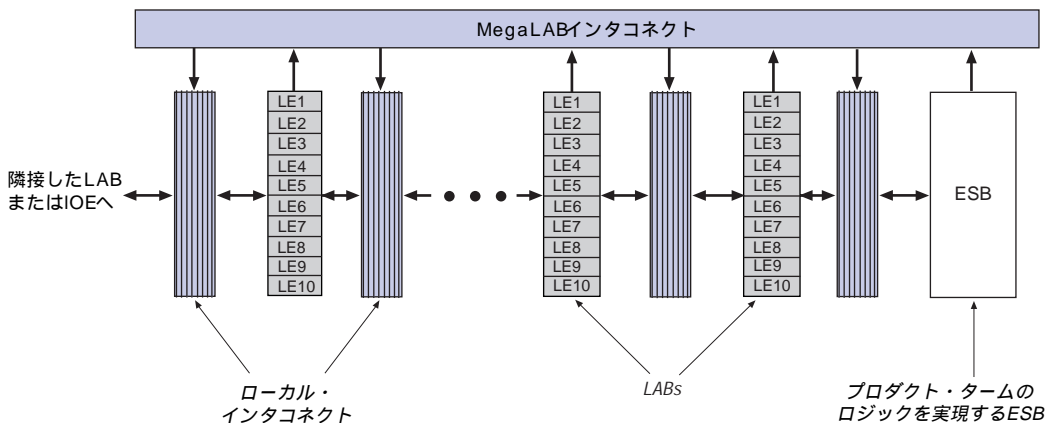 MegaLABインタコネクト
LE1
LE2
LE3
LE4
LE5
LE6
LE7
LE8
LE9
LE10
LE1
LE2
LE3
LE4
LE5
LE6
LE7
LE8
LE9
LE10
LE1
LE2
LE3
LE4
LE5
LE6
LE7
LE8
LE9
LE10
隣接したLAB
またはIOEへ
ESB
ローカル・
インタコネクト
LABs
プロダクト・タームの
ロジックを実現するESB